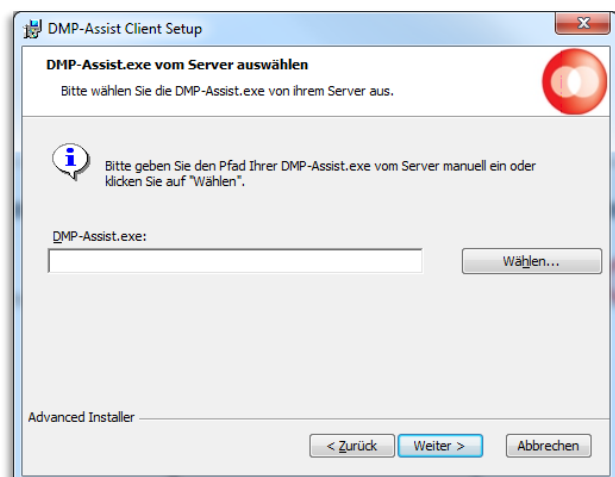 DMP-Assist Client Setup
DMP-Assist.exe vom Server auswählen
Bitte wählen Sie die DMP-Assist.exe von ihrem Server aus.
Bitte geben Sie den Pfad Ihrer DMP-Assist.exe vom Server manuell ein oder
klicken Sie auf "Wählen".
DMP-Assist.exe:
Wählen...
Advanced Installer
< Zurück Weiter > Abbrechen